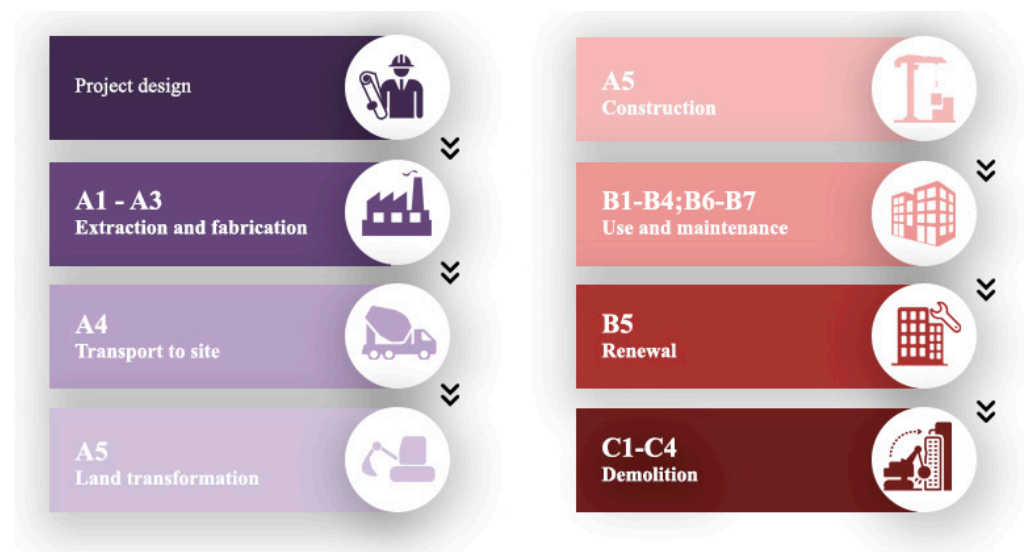 Project design
A1 - A3
Extraction and fabrication
A4
Transport to site
A5
Land transformation
A5
Construction
B1-B4;B6-B7
Use and maintenance
B5
Renewal
C1-C4
Demolition